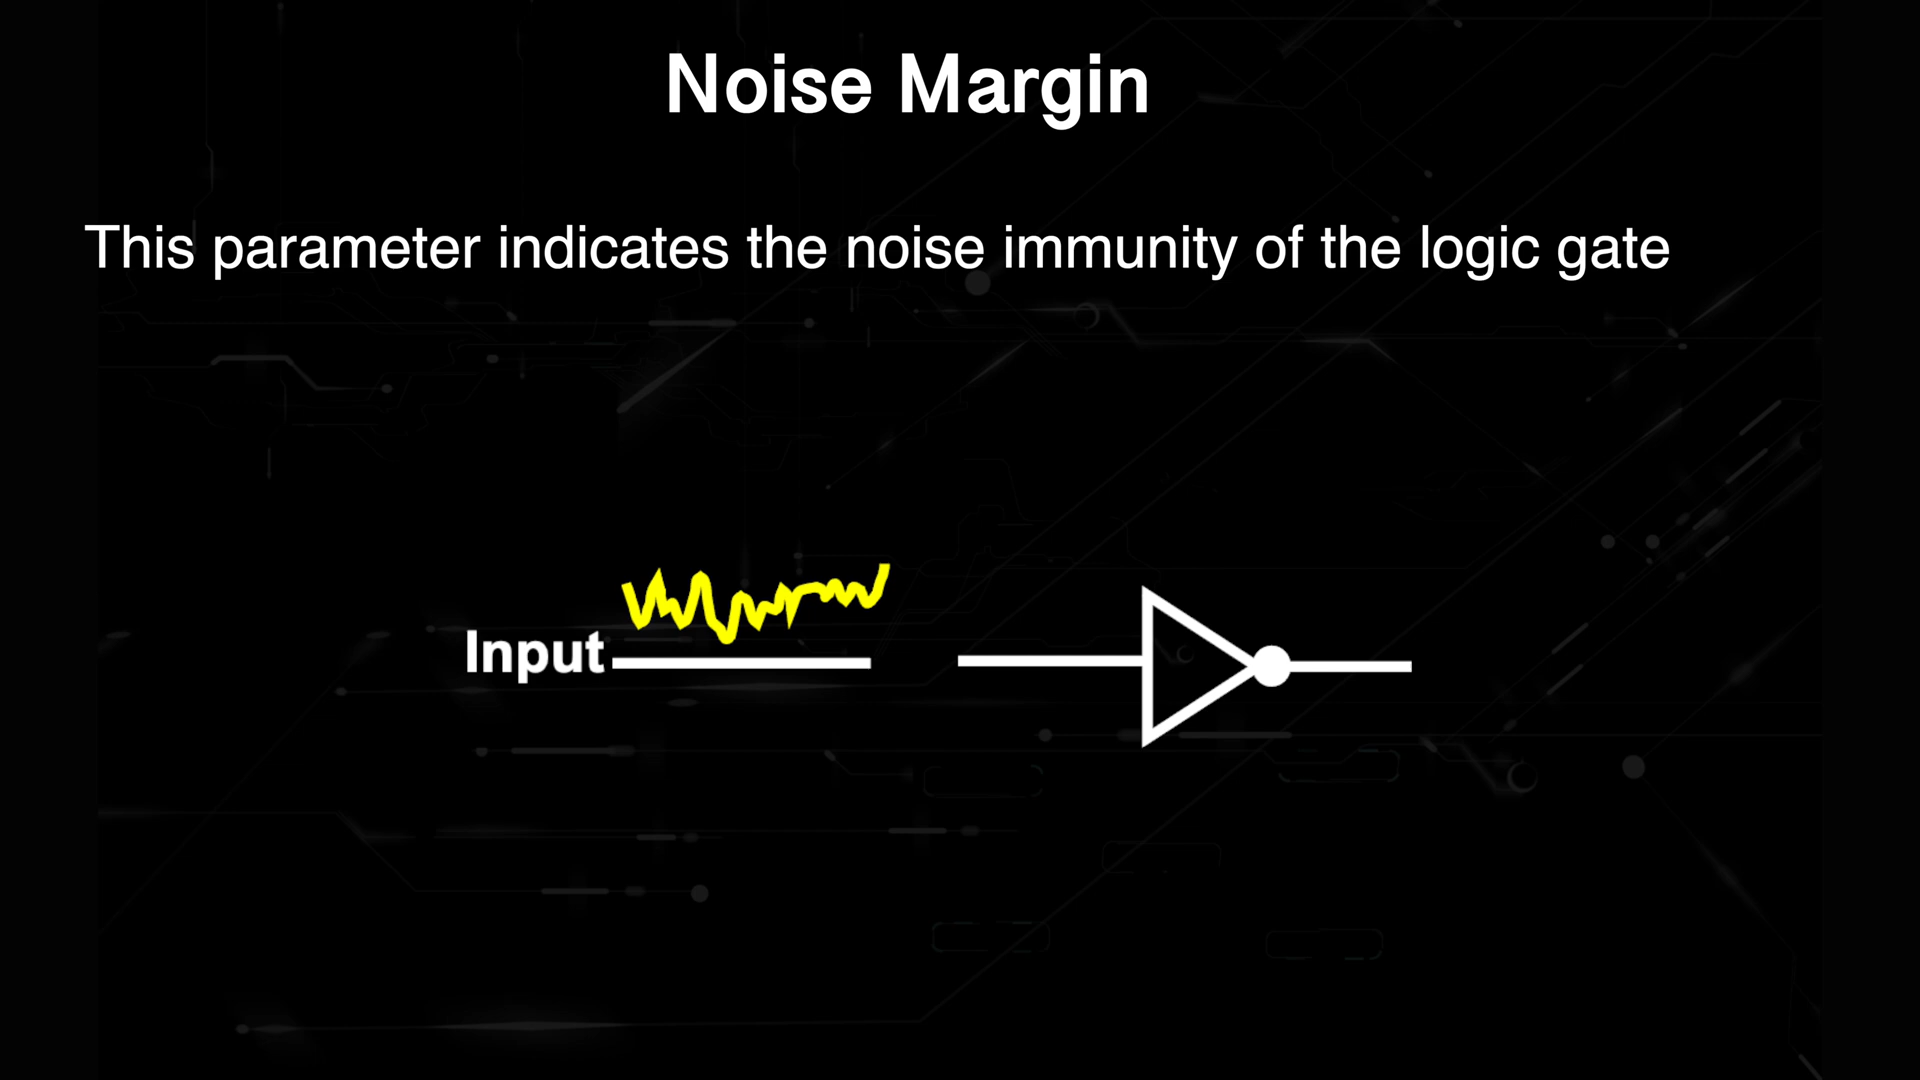 Noise Margin
This parameter indicates the noise immunity of the logic gate
Input